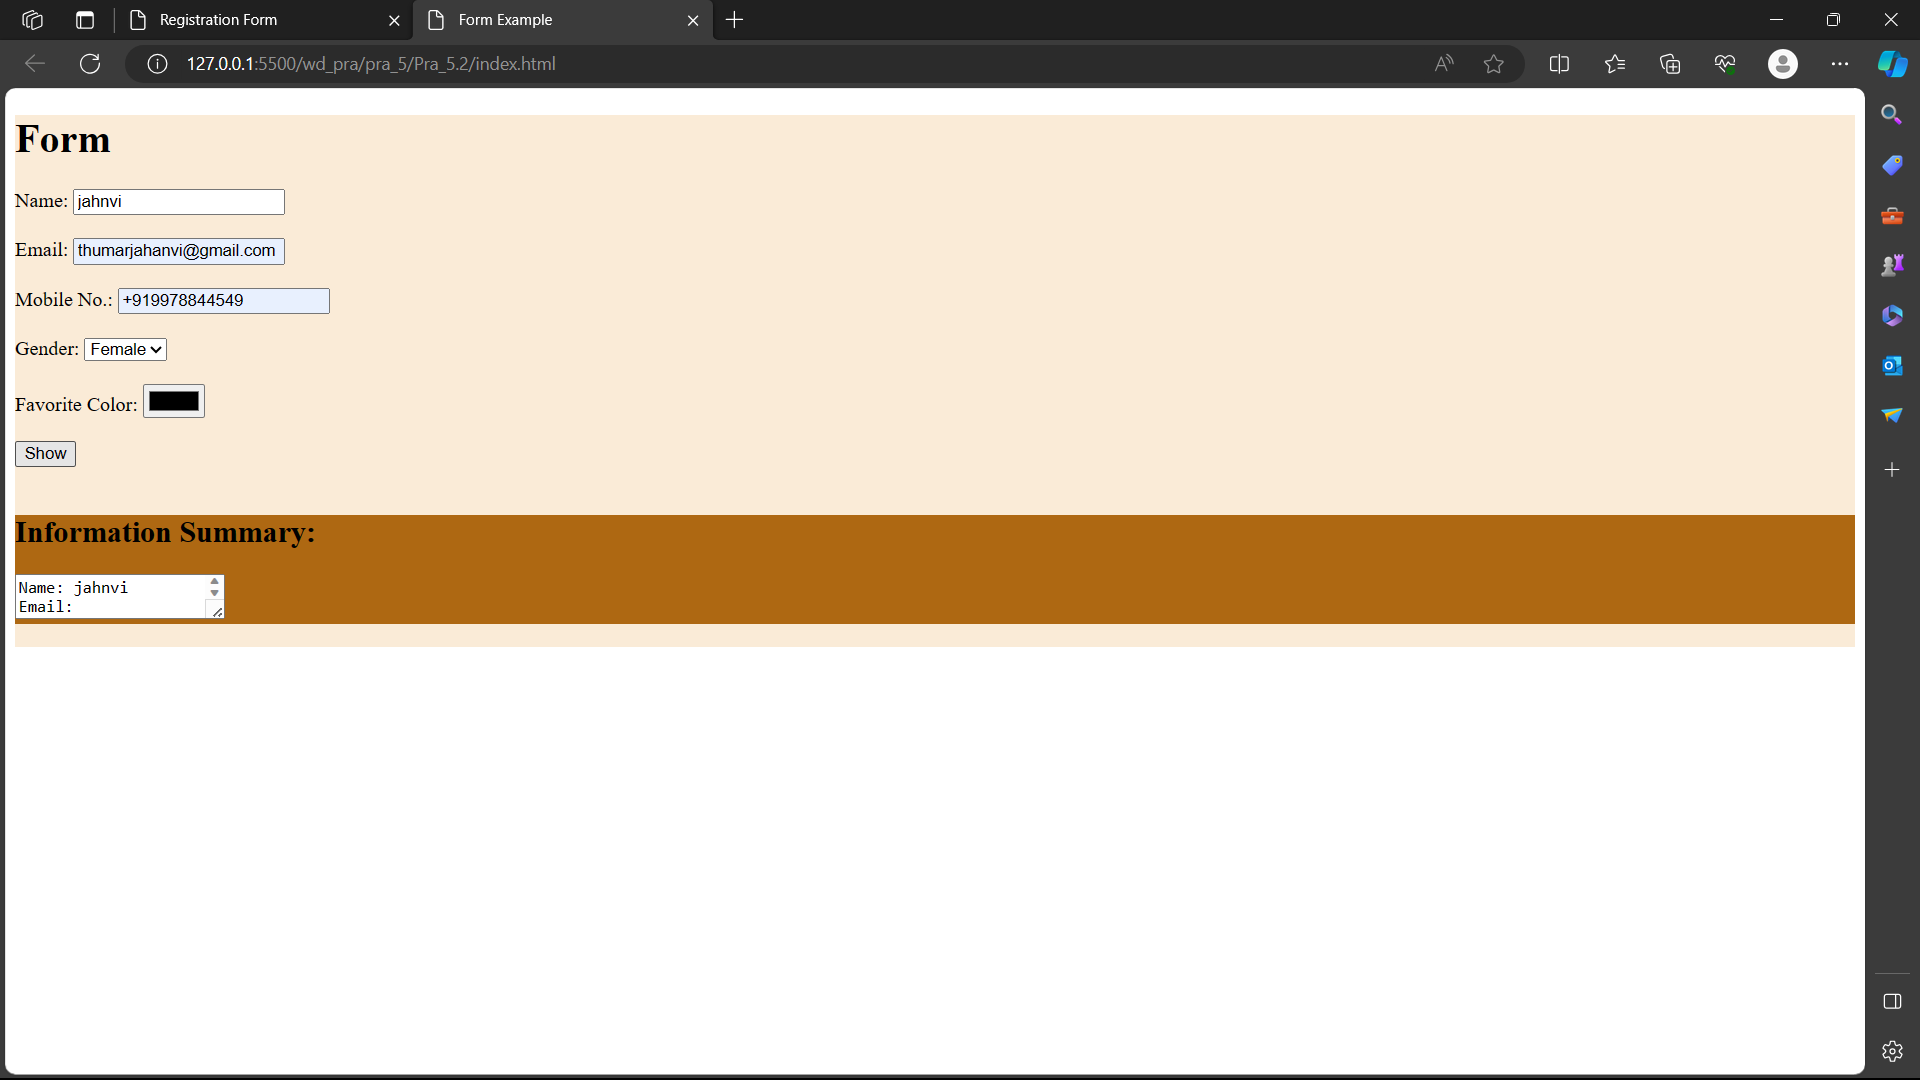 Registration Form
Form Example
127.0.0.1:5500/wd_pra/pra_5/Pra_5.2/index.html
Form
Name: jahnvi
Email: thumarjahanvi@gmail.com
Mobile No.: +919978844549
Gender: Female
Favorite Color:
Show
Information Summary:
Name: jahnvi
Email: